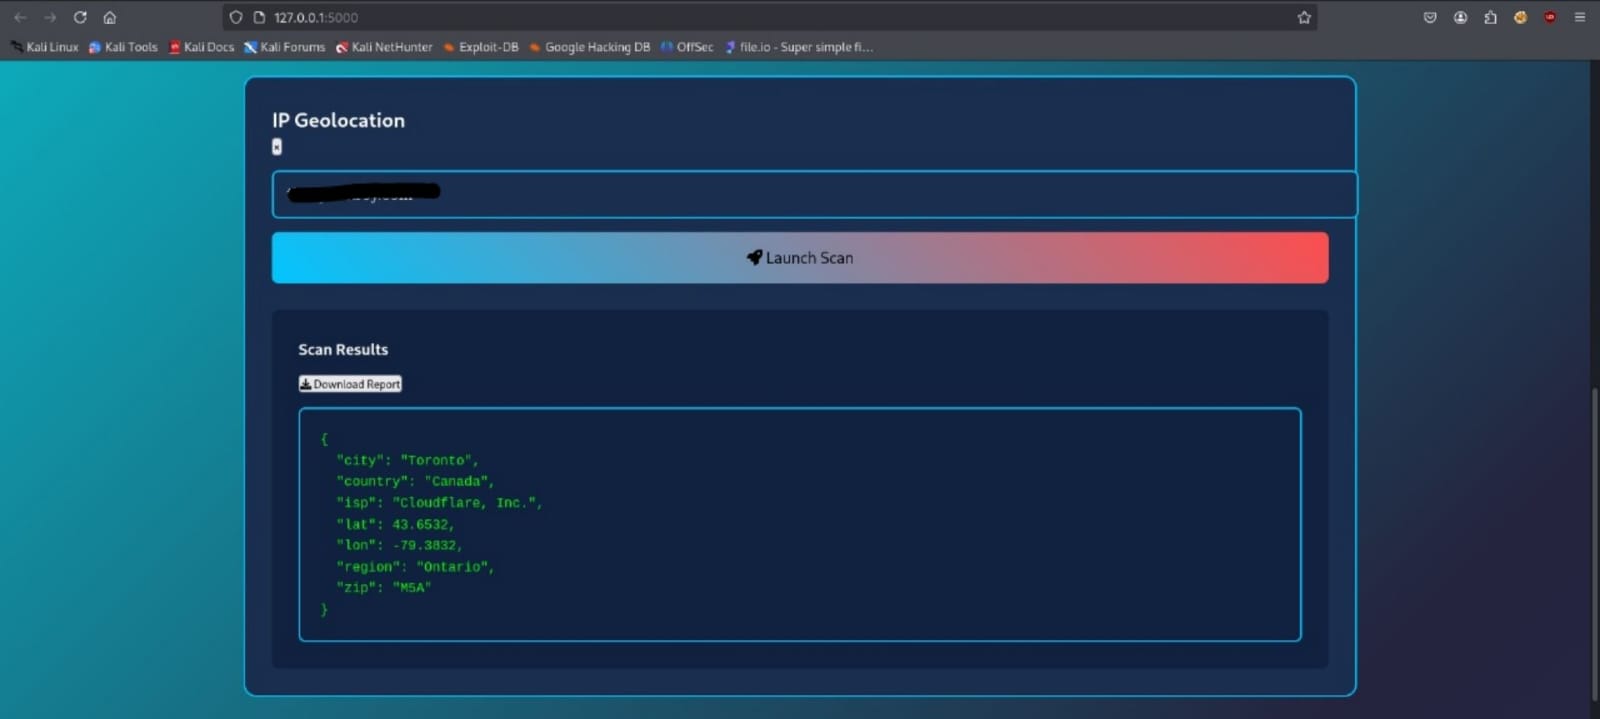 127.0.0.1:5000
Kali Linux Kali Tools Kali Docs Kali Forums Kali NetHunter Exploit-DB Google Hacking DB OffSec file.io - Super simple fi...
IP Geolocation
Launch Scan
Scan Results
Download Report
{
"city": "Toronto",
"country": "Canada",
"isp": "Cloudflare, Inc.",
"lat": 43.6532,
"lon": -79.3832,
"region": "Ontario",
"zip": "M5A"
}